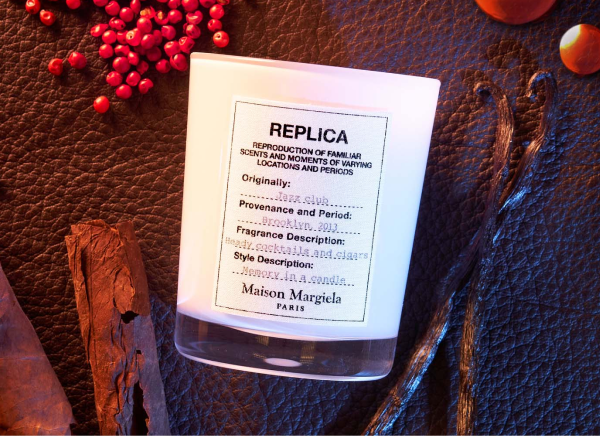 REPLiCA
REPRODUCTION OF FAMILIAR
SCENTS AND MOMENTS OF VARYING
LOCATIONS AND PERIODS
Originally:
Jazz club
Provenance and Period:
Brooklyn, 2013
Fragrance Description:
Heady cocktails and cigars
Style Description:
Memory in a candle
Maison Margiela
PARIS